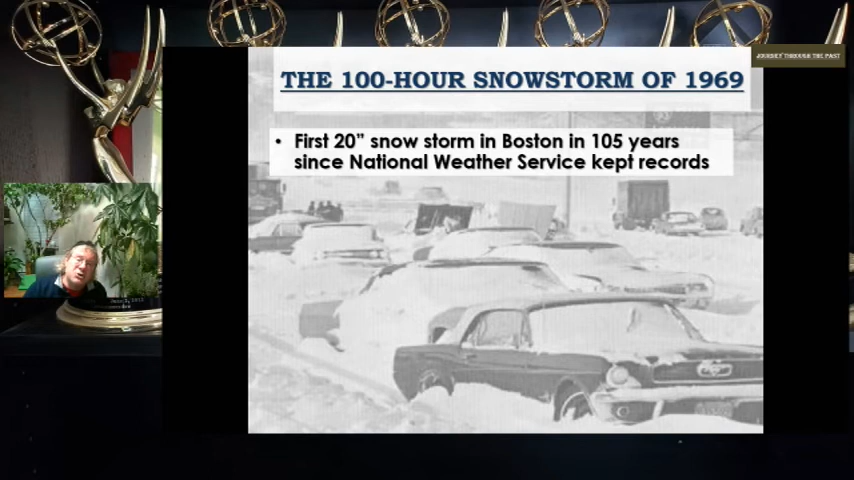 JOURNEY THROUGH THE PAST
THE 100-HOUR SNOWSTORM OF 1969
• First 20” snow storm in Boston in 105 years
since National Weather Service kept records